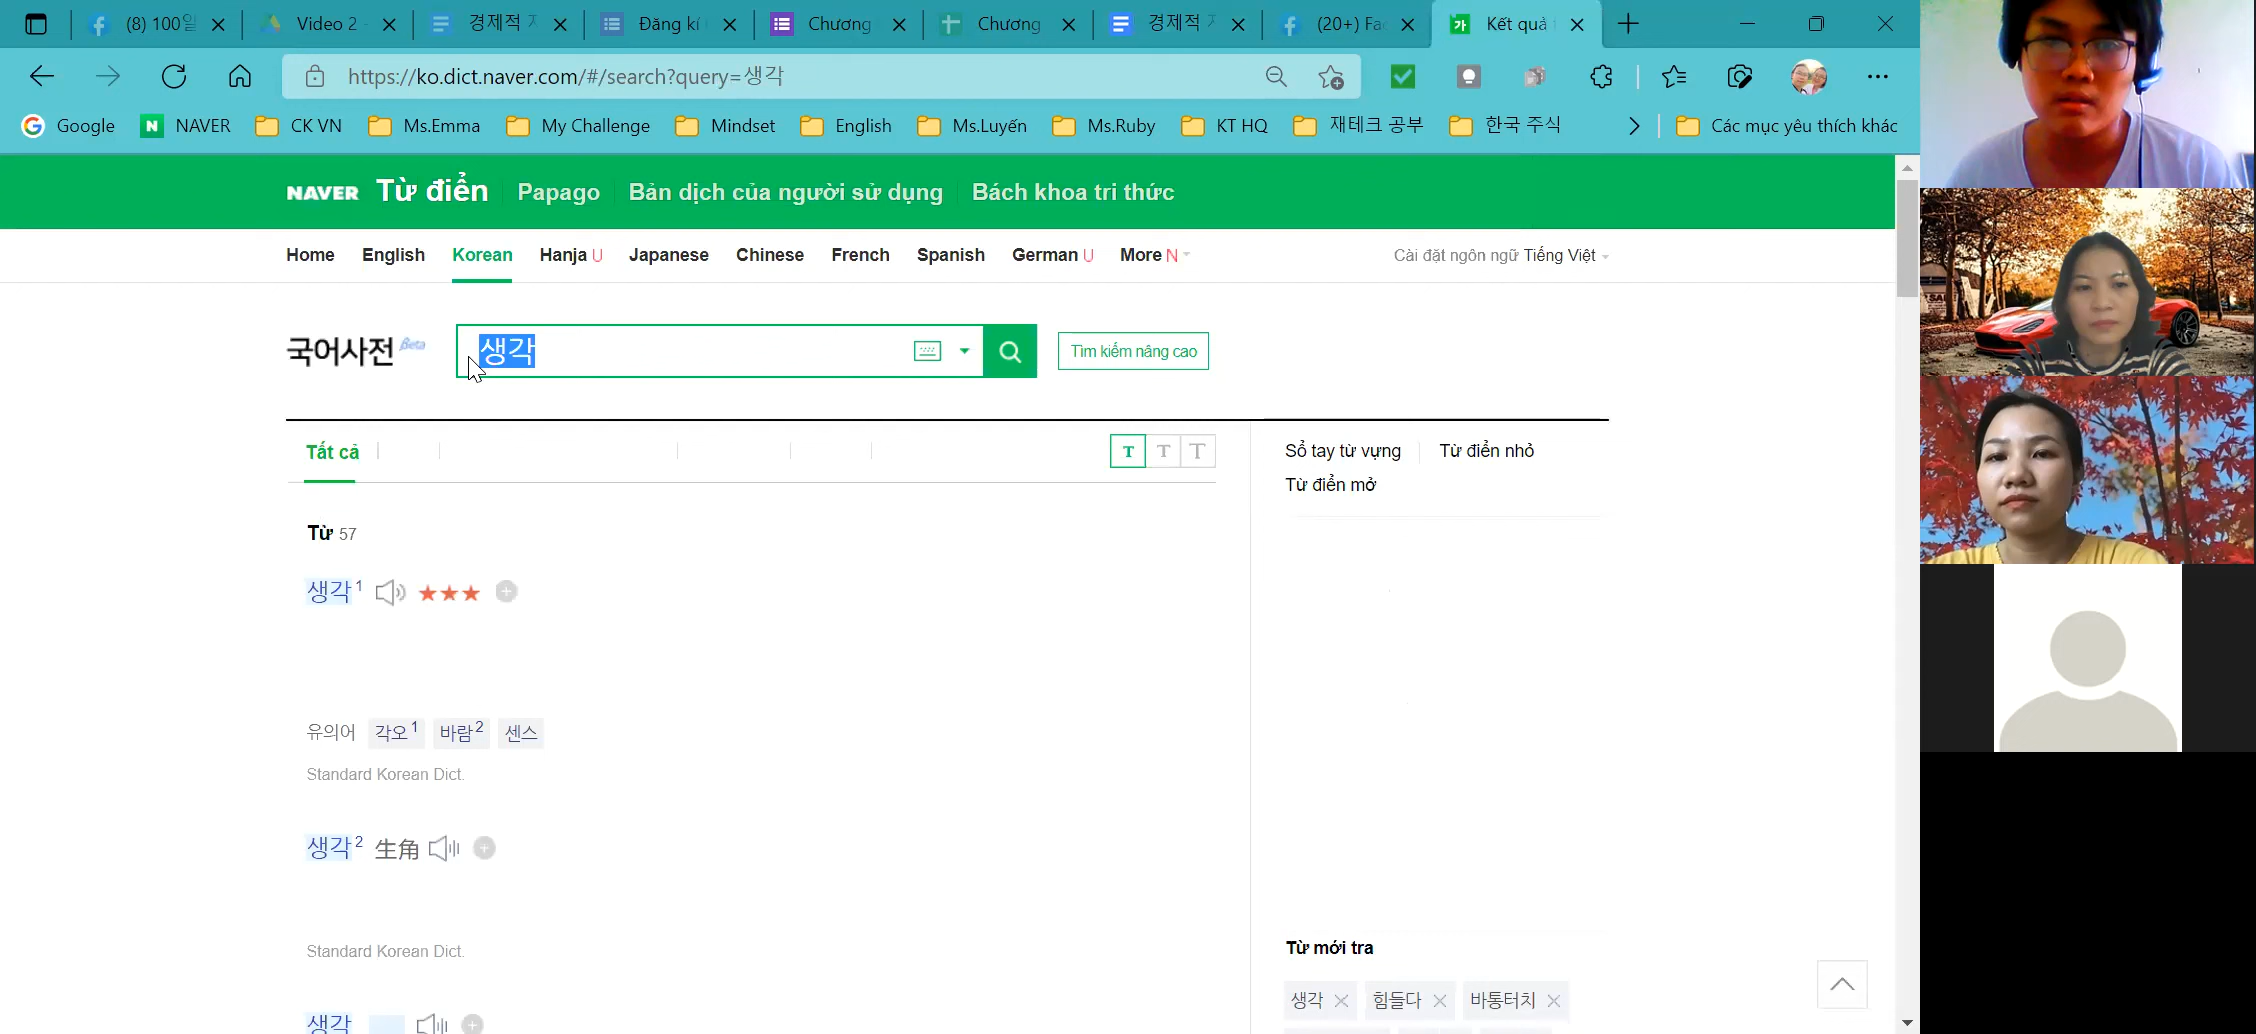 (8) 100일
Video 2 -
경제적 ㅈ
Đăng kí
Chương
Chương
경제적 ㅈ
(20+) Fac
Kết quả
https://ko.dict.naver.com/#/search?query=생각
Google
NAVER
CK VN
Ms.Emma
My Challenge
Mindset
English
Ms.Luyến
Ms.Ruby
KT HQ
재테크 공부
한국 주식
Các mục yêu thích khác
NAVER Từ điển Papago Bản dịch của người sử dụng Bách khoa tri thức
Home English Korean Hanja U Japanese Chinese French Spanish German U More N
Cài đặt ngôn ngữ Tiếng Việt
국어사전 Beta
생각
Tìm kiếm nâng cao
Tất cả
T T T
Sổ tay từ vựng
Từ điển nhỏ
Từ điển mở
Từ 57
생각 1
유의어 각오 1 바람 2 센스
Standard Korean Dict.
생각 2 生角
Standard Korean Dict.
생각
Từ mới tra
생각
힘들다
바통터치